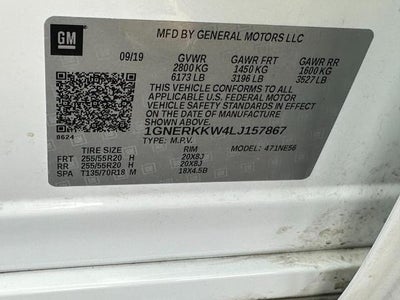 GM
MFD BY GENERAL MOTORS LLC
09/19 GVWR GAWR FRT GAWR RR
2800 KG 1450 KG 1600 KG
6173 LB 3196 LB 3527 LB
THIS VEHICLE CONFORMS TO ALL
APPLICABLE U.S. FEDERAL MOTOR
VEHICLE SAFETY STANDARDS IN EFFECT
ON THE DATE OF MANUFACTURE SHOWN ABOVE.
8624 1GNERKKW4LJ157867
TYPE: M.P.V. MODEL: 471NE56
TIRE SIZE RIM
FRT 255/55R20 H 20X8J
RR 255/55R20 H 20X8J
SPA T135/70R18 M 18X4.5B